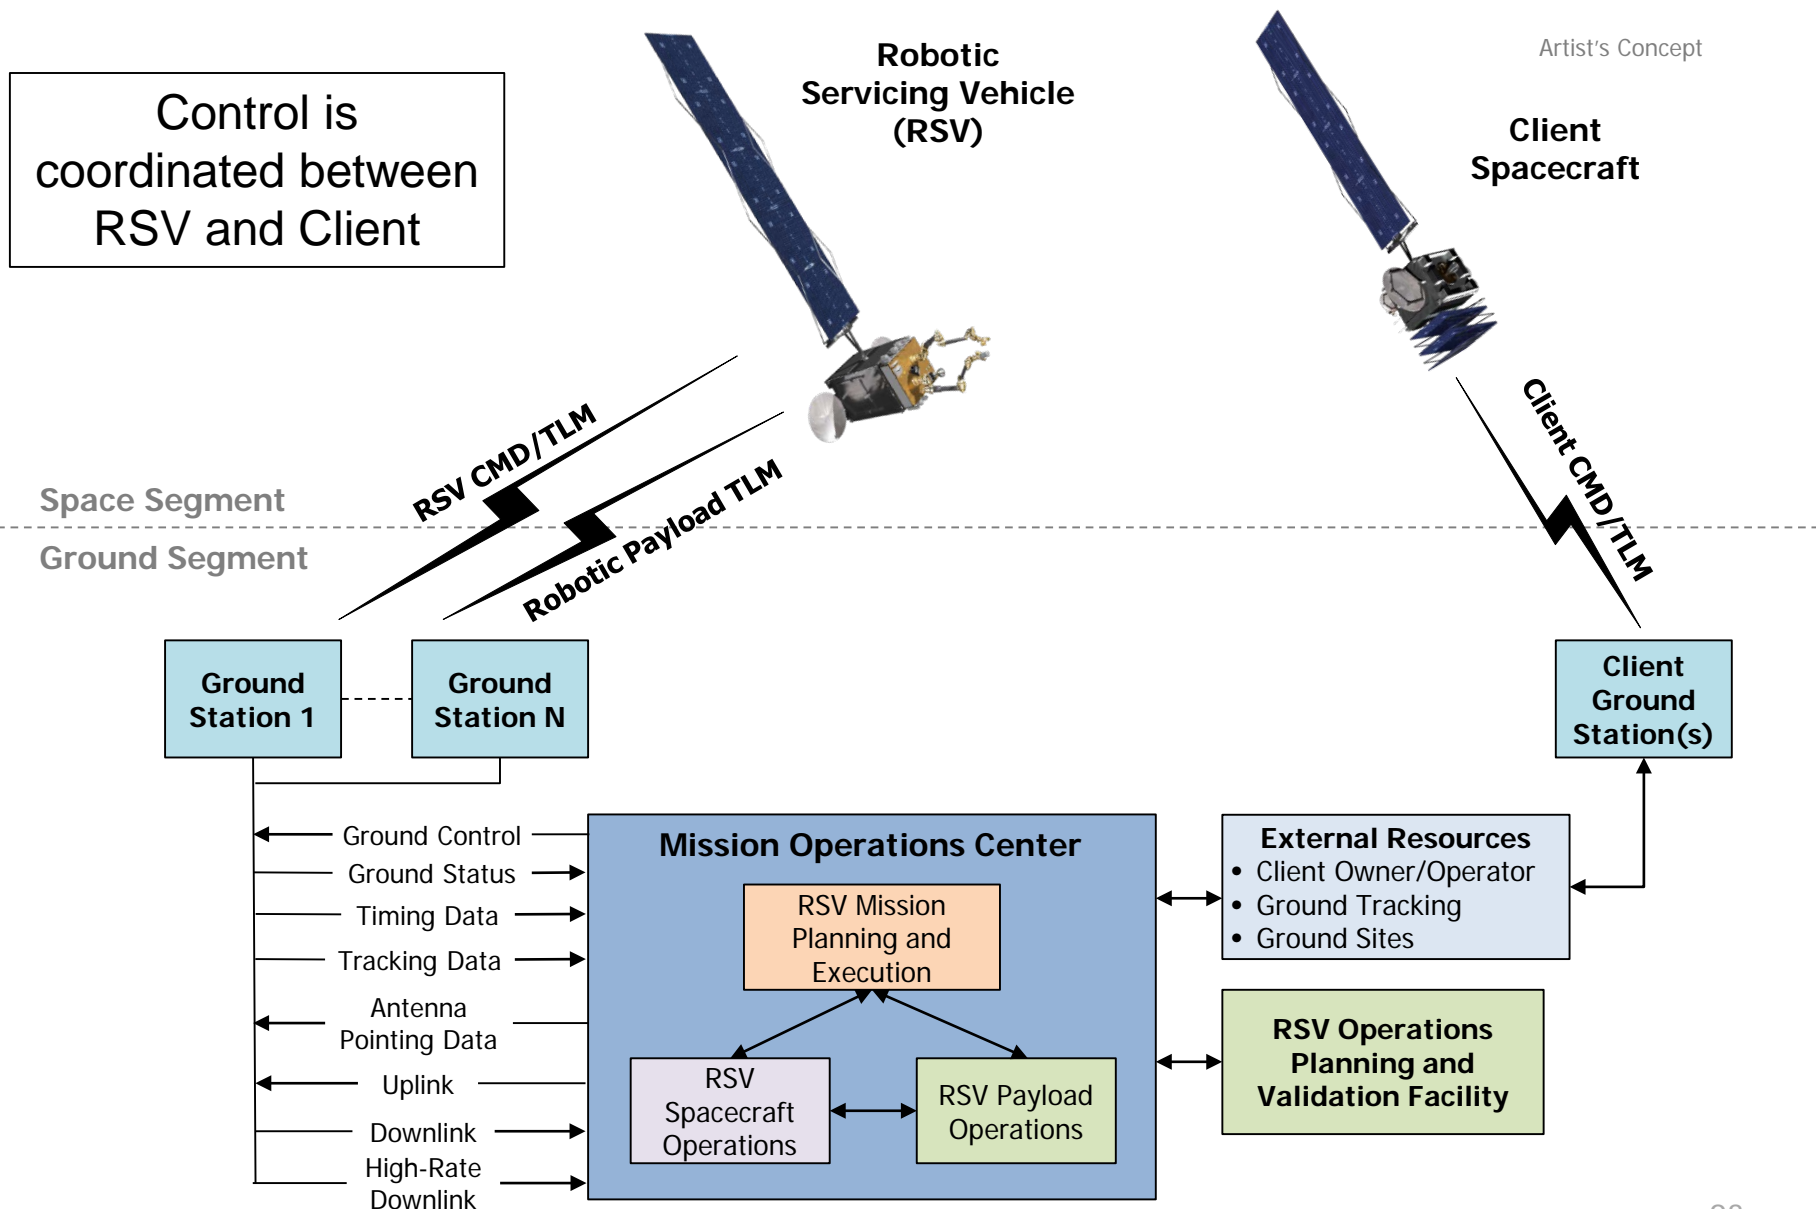 Artist's Concept
Control is
coordinated between
RSV and Client
Robotic
Servicing Vehicle
(RSV)
Client
Spacecraft
RSV CMD/TLM
Robotic Payload TLM
Client CMD/TLM
Space Segment
Ground Segment
Ground
Station 1
Ground
Station N
Client
Ground
Station(s)
Ground Control
Ground Status
Timing Data
Tracking Data
Antenna
Pointing Data
Uplink
Downlink
High-Rate
Downlink
Mission Operations Center
RSV Mission
Planning and
Execution
RSV
Spacecraft
Operations
RSV Payload
Operations
External Resources
• Client Owner/Operator
• Ground Tracking
• Ground Sites
RSV Operations
Planning and
Validation Facility